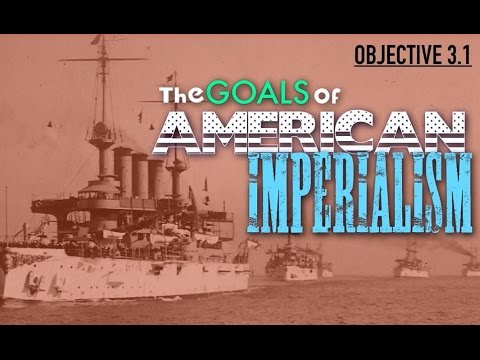 OBJECTIVE 3.1
The GOALS of
AMERICAN
IMPERIALISM